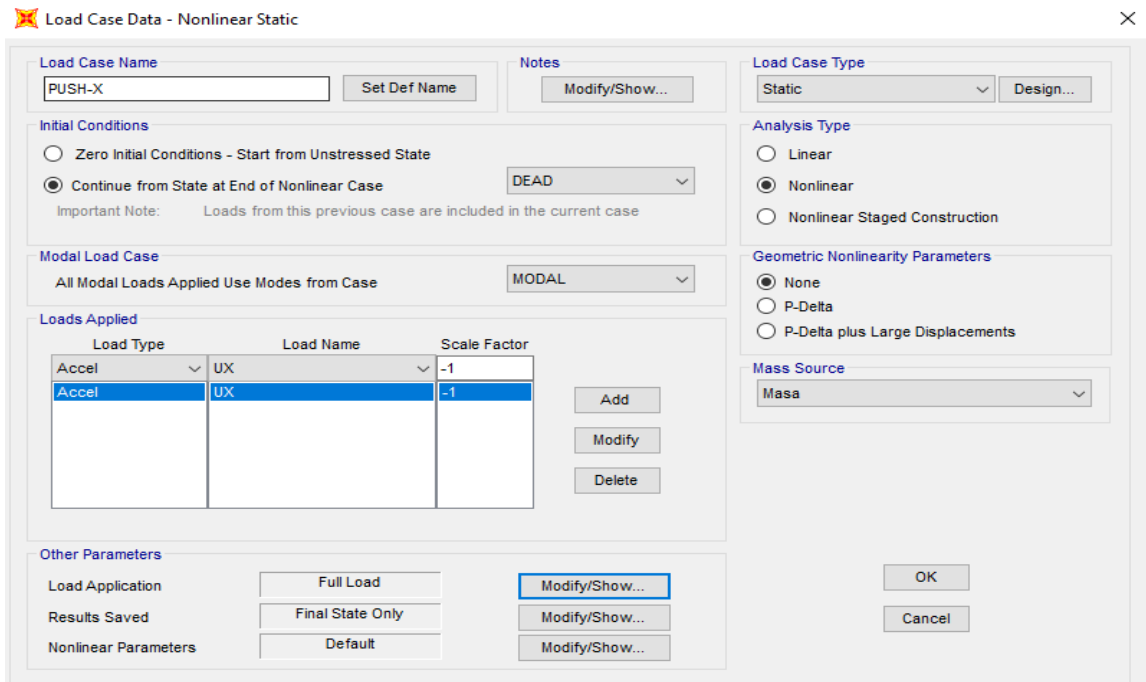 Load Case Data - Nonlinear Static
Load Case Name
PUSH-X
Set Def Name
Notes
Modify/Show...
Load Case Type
Static
Design...
Initial Conditions
Zero Initial Conditions - Start from Unstressed State
Continue from State at End of Nonlinear Case
DEAD
Important Note: Loads from this previous case are included in the current case
Analysis Type
Linear
Nonlinear
Nonlinear Staged Construction
Modal Load Case
All Modal Loads Applied Use Modes from Case
MODAL
Geometric Nonlinearity Parameters
None
P-Delta
P-Delta plus Large Displacements
Loads Applied
Load Type Load Name Scale Factor
Accel UX -1
Accel UX -1
Add
Modify
Delete
Mass Source
Masa
Other Parameters
Load Application Full Load Modify/Show...
Results Saved Final State Only Modify/Show...
Nonlinear Parameters Default Modify/Show...
OK
Cancel